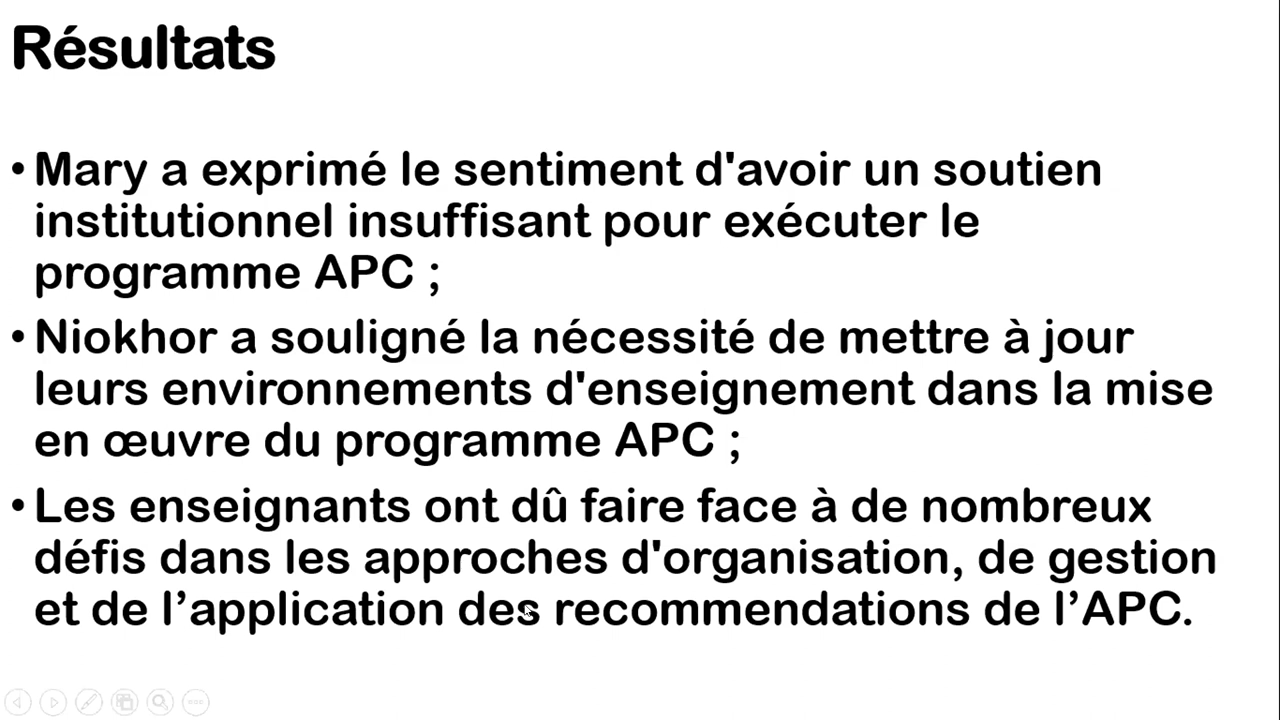 Résultats
• Mary a exprimé le sentiment d'avoir un soutien
institutionnel insuffisant pour exécuter le
programme APC ;
• Niokhor a souligné la nécessité de mettre à jour
leurs environnements d'enseignement dans la mise
en œuvre du programme APC ;
• Les enseignants ont dû faire face à de nombreux
défis dans les approches d'organisation, de gestion
et de l’application des recommendations de l’APC.